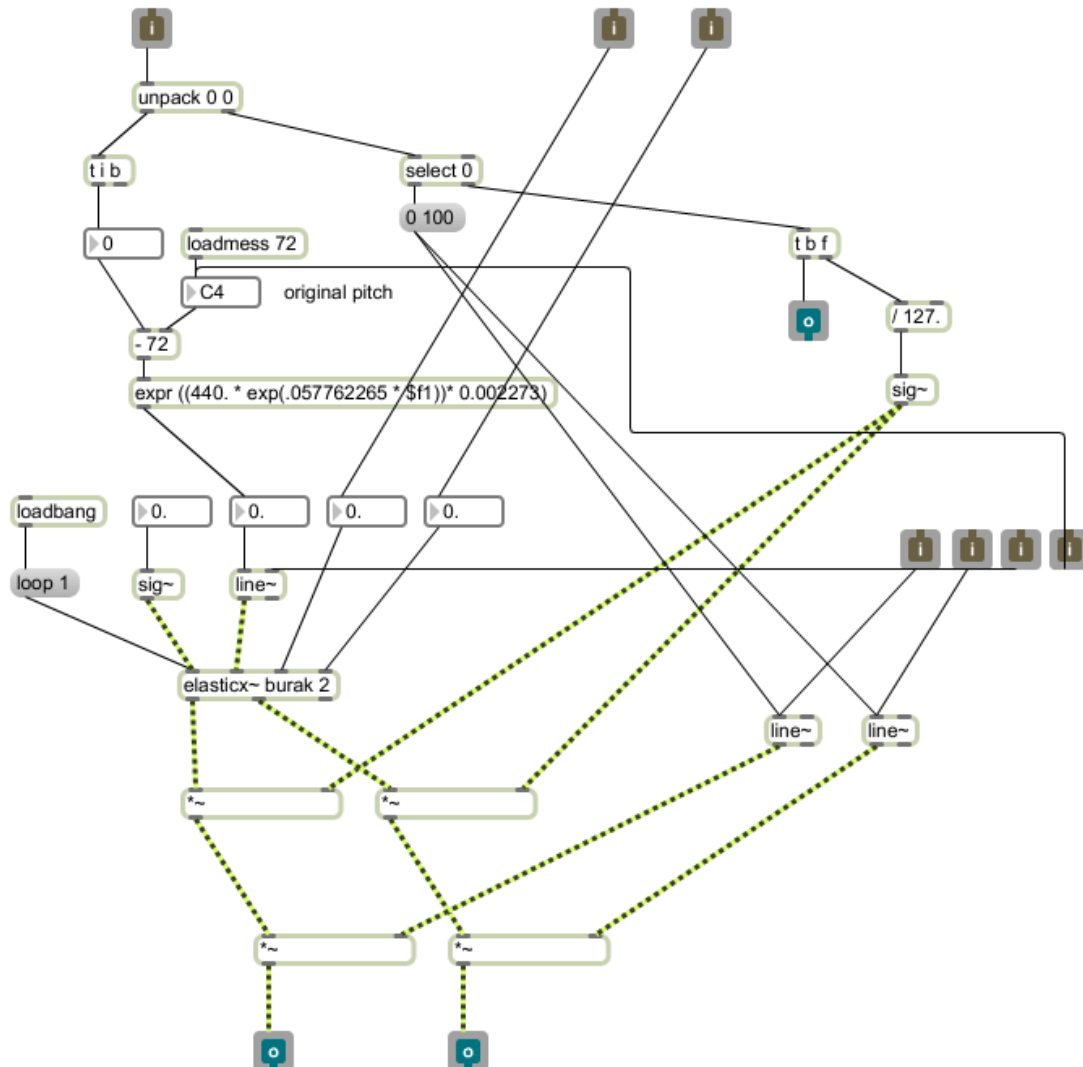 i
i
i
unpack 0 0
t i b
select 0
0 100
0
loadmess 72
t b f
C4
original pitch
o
/ 127.
- 72
expr ((440. * exp(.057762265 * $f1))* 0.002273)
sig~
loadbang
0.
0.
0.
0.
i
i
i
i
loop 1
sig~
line~
elasticx~ burak 2
line~
line~
*~
*~
*~
*~
o
o